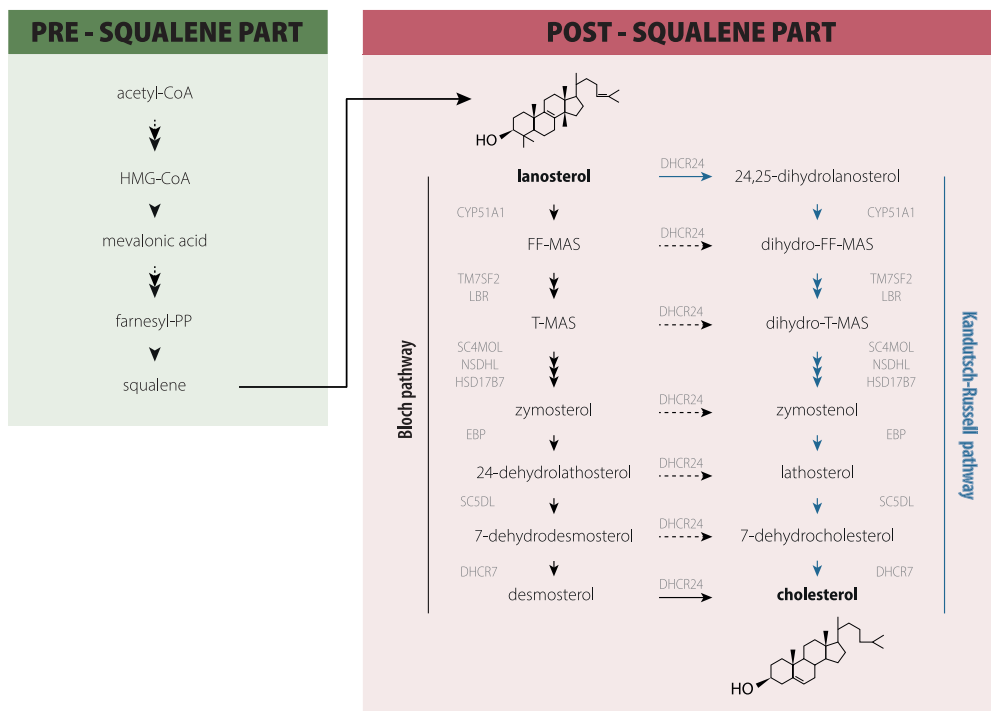 PRE - SQUALENE PART
acetyl-CoA
HMG-CoA
mevalonic acid
farnesyl-PP
squalene
POST - SQUALENE PART
HO
lanosterol
DHCR24
24,25-dihydrolanosterol
CYP51A1
CYP51A1
FF-MAS
DHCR24
dihydro-FF-MAS
TM7SF2
LBR
TM7SF2
LBR
T-MAS
DHCR24
dihydro-T-MAS
SC4MOL
NSDHL
HSD17B7
SC4MOL
NSDHL
HSD17B7
zymosterol
DHCR24
zymostenol
EBP
EBP
24-dehydrolathosterol
DHCR24
lathosterol
SC5DL
SC5DL
7-dehydrodesmosterol
DHCR24
7-dehydrocholesterol
DHCR7
DHCR7
desmosterol
DHCR24
cholesterol
HO
Bloch pathway
Kandutsch-Russell pathway